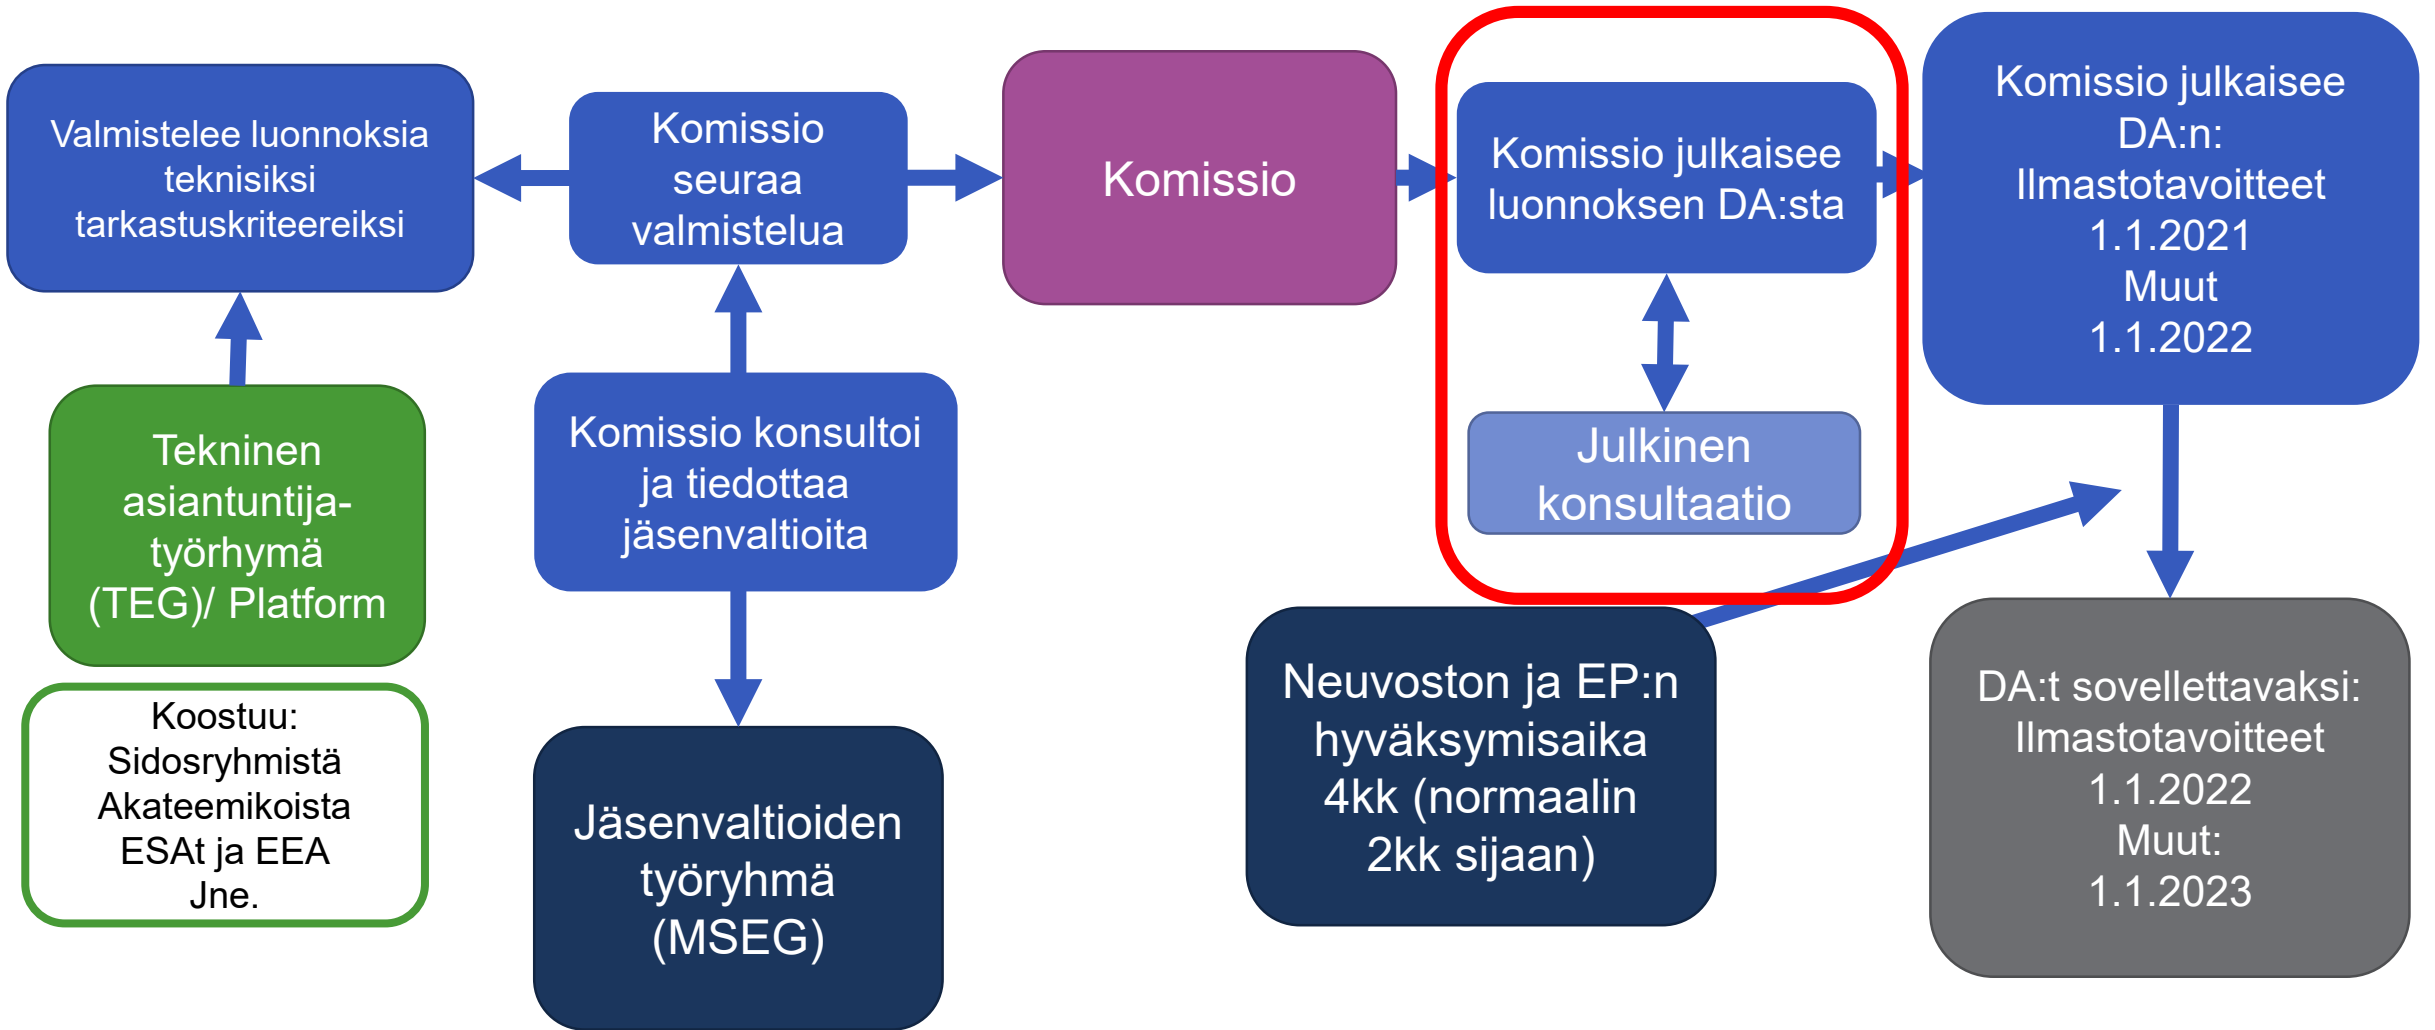 Valmistelee luonnoksia
teknisiksi
tarkastuskriteereiksi
Komissio
seuraa
valmistelua
Komissio
Komissio julkaisee
luonnoksen DA:sta
Komissio julkaisee
DA:n:
Ilmastotavoitteet
1.1.2021
Muut
1.1.2022
Tekninen
asiantuntija-
työrhymä
(TEG)/ Platform
Komissio konsultoi
ja tiedottaa
jäsenvaltioita
Julkinen
konsultaatio
Koostuu:
Sidosryhmistä
Akateemikoista
ESAt ja EEA
Jne.
Jäsenvaltioiden
työryhmä
(MSEG)
Neuvoston ja EP:n
hyväksymisaika
4kk (normaalin
2kk sijaan)
DA:t sovellettavaksi:
Ilmastotavoitteet
1.1.2022
Muut:
1.1.2023